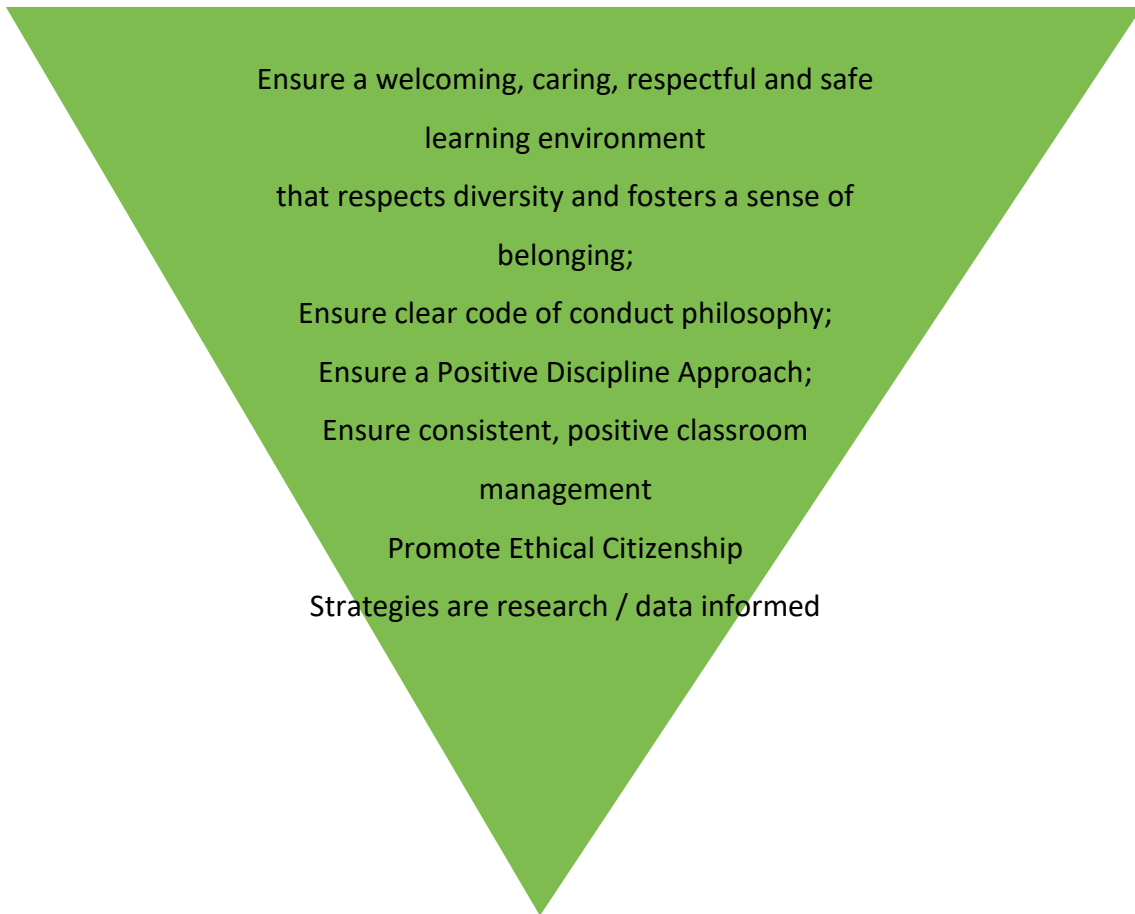 Ensure a welcoming, caring, respectful and safe
learning environment
that respects diversity and fosters a sense of
belonging;
Ensure clear code of conduct philosophy;
Ensure a Positive Discipline Approach;
Ensure consistent, positive classroom
management
Promote Ethical Citizenship
Strategies are research / data informed